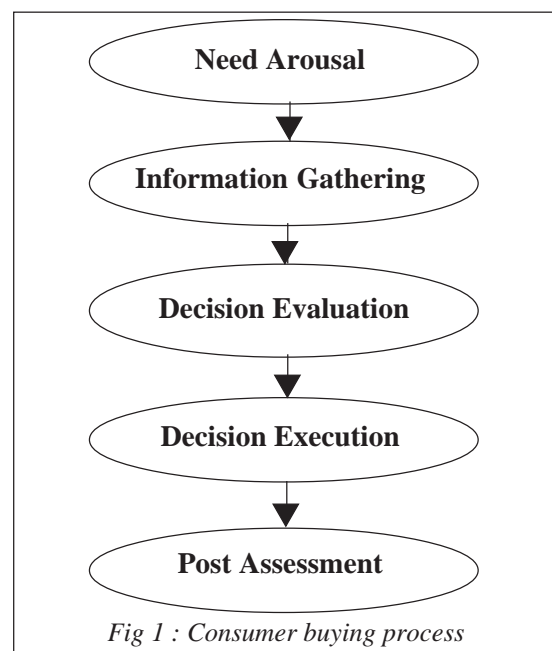 Need Arousal
Information Gathering
Decision Evaluation
Decision Execution
Post Assessment
Fig 1 : Consumer buying process